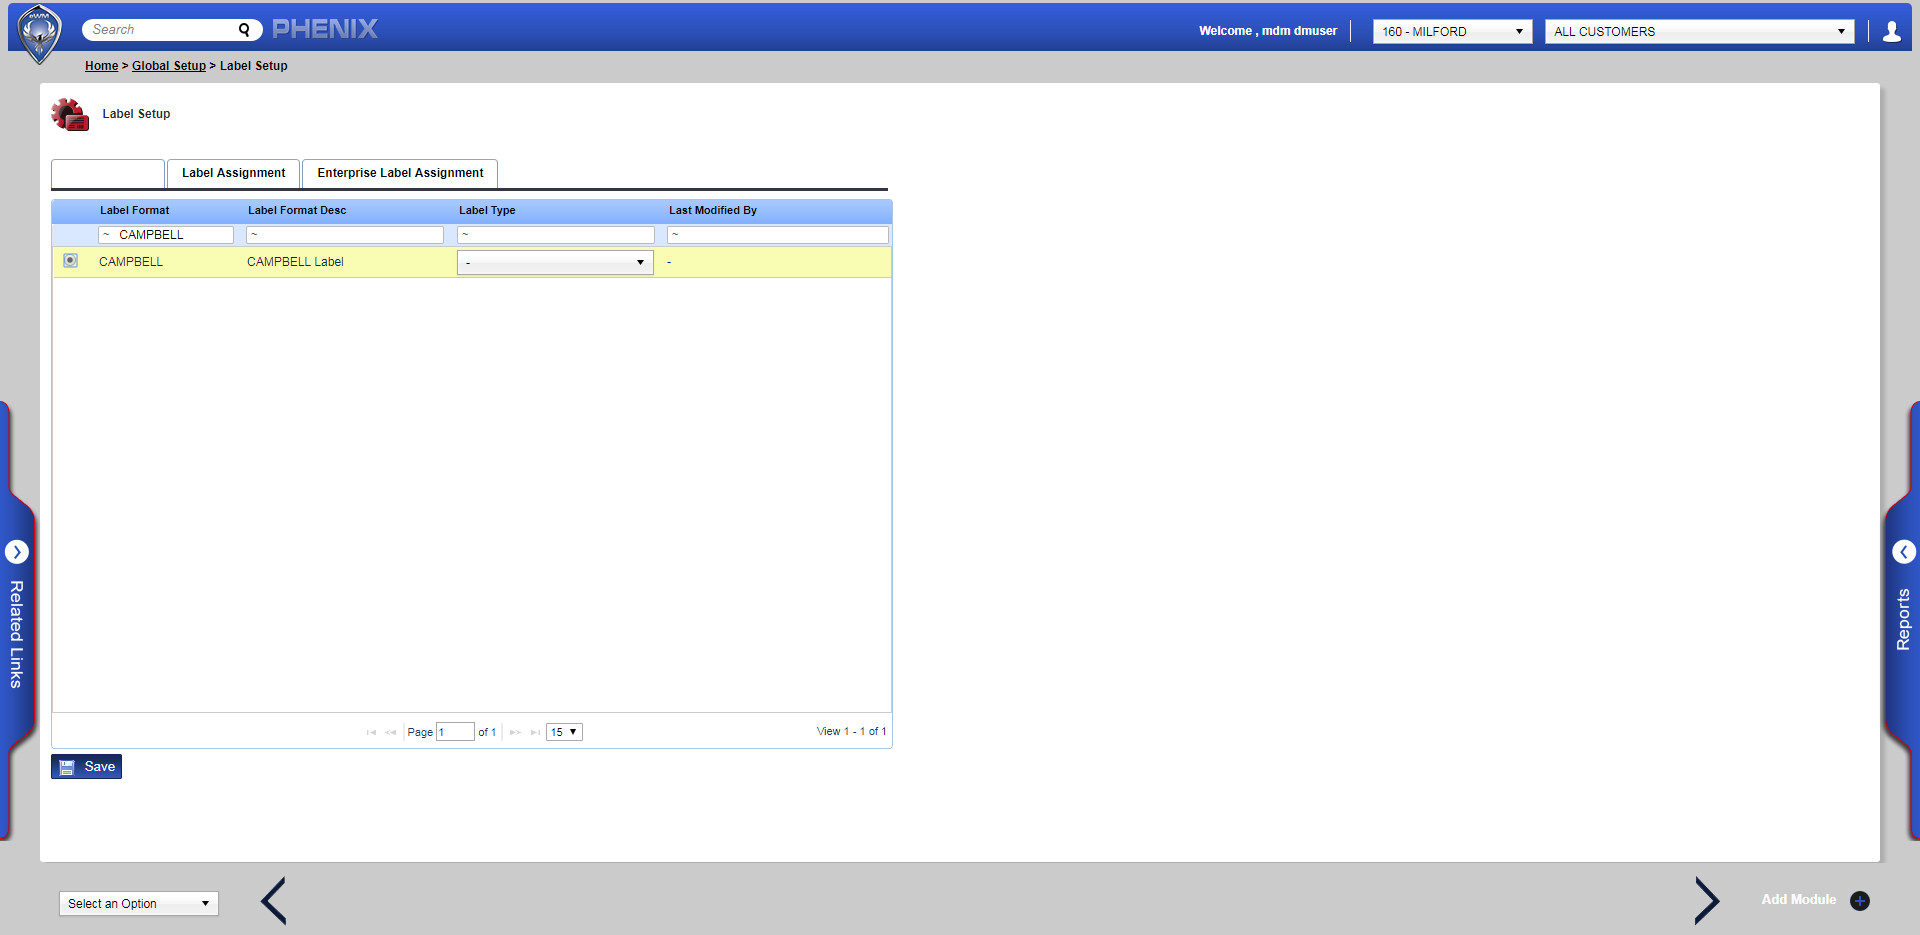 eWM
Search
PHENIX
Welcome , mdm dmuser
160 - MILFORD
ALL CUSTOMERS
Home > Global Setup > Label Setup
Label Setup
Label Assignment
Enterprise Label Assignment
Label Format
Label Format Desc
Label Type
Last Modified By
~ CAMPBELL
~
~
~
CAMPBELL
CAMPBELL Label
-
-
Page 1 of 1
15
View 1 - 1 of 1
Save
Related Links
Reports
Select an Option
Add Module